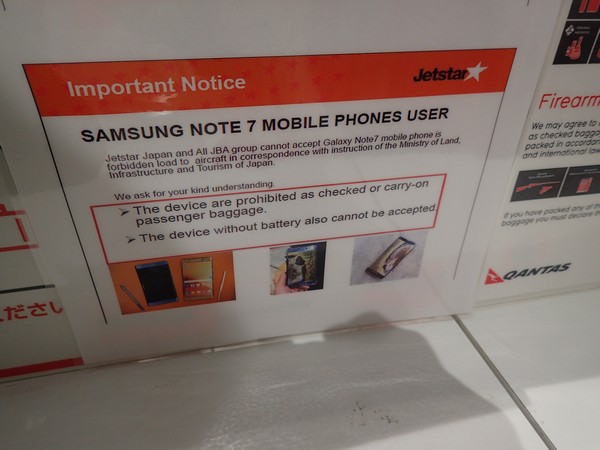 Important Notice
Jetstar
SAMSUNG NOTE 7 MOBILE PHONES USER
Jetstar Japan and All JBA group cannot accept Galaxy Note7 mobile phone is
forbidden load to aircraft in correspondence with instruction of the Ministry of Land,
Infrastructure and Tourism of Japan.
We ask for your kind understanding.
➢ The device are prohibited as checked or carry-on
passenger baggage.
➢ The device without battery also cannot be accepted.
ださい
Firearm
We may agree to
as checked bagga
packed in accordan
and international law
If you have packed any of th
baggage you must declare the
QANTAS